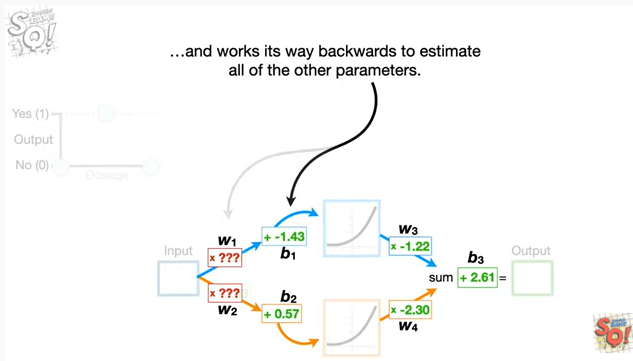 SQ!
…and works its way backwards to estimate
all of the other parameters.
Yes (1)
Output
No (0)
Dosage
Input
w1
x ???
+ -1.43
b1
w3
x -1.22
b3
sum + 2.61 =
Output
x ???
w2
b2
+ 0.57
x -2.30
w4
SQ!